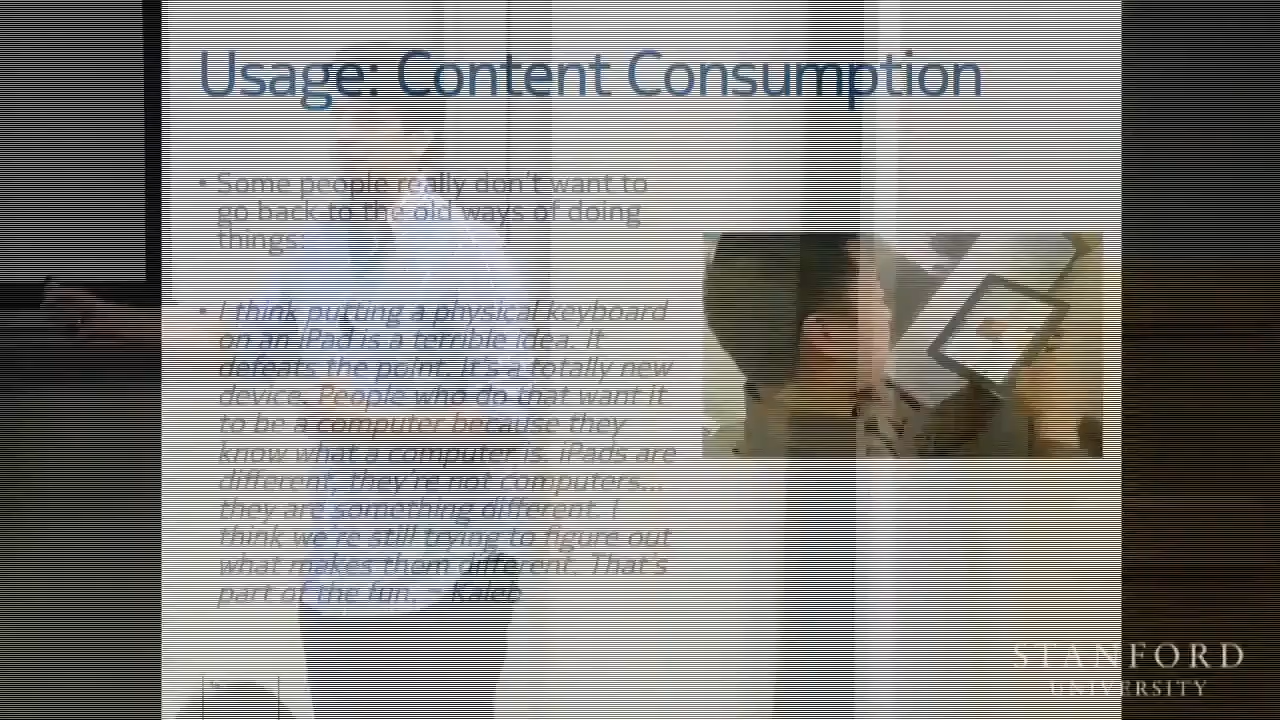 Usage: Content Consumption
• Some people really don't want to
go back to the old ways of doing
things:
• I think putting a physical keyboard
on an iPad is a terrible idea. It
defeats the point. It's a totally new
device. People who do that want it
to be a computer because they
know what a computer is. iPads are
different, they're not computers...
they are something different. I
think we're still trying to figure out
what makes them different. That's
part of the fun. – Kaleb
STANFORD
UNIVERSITY